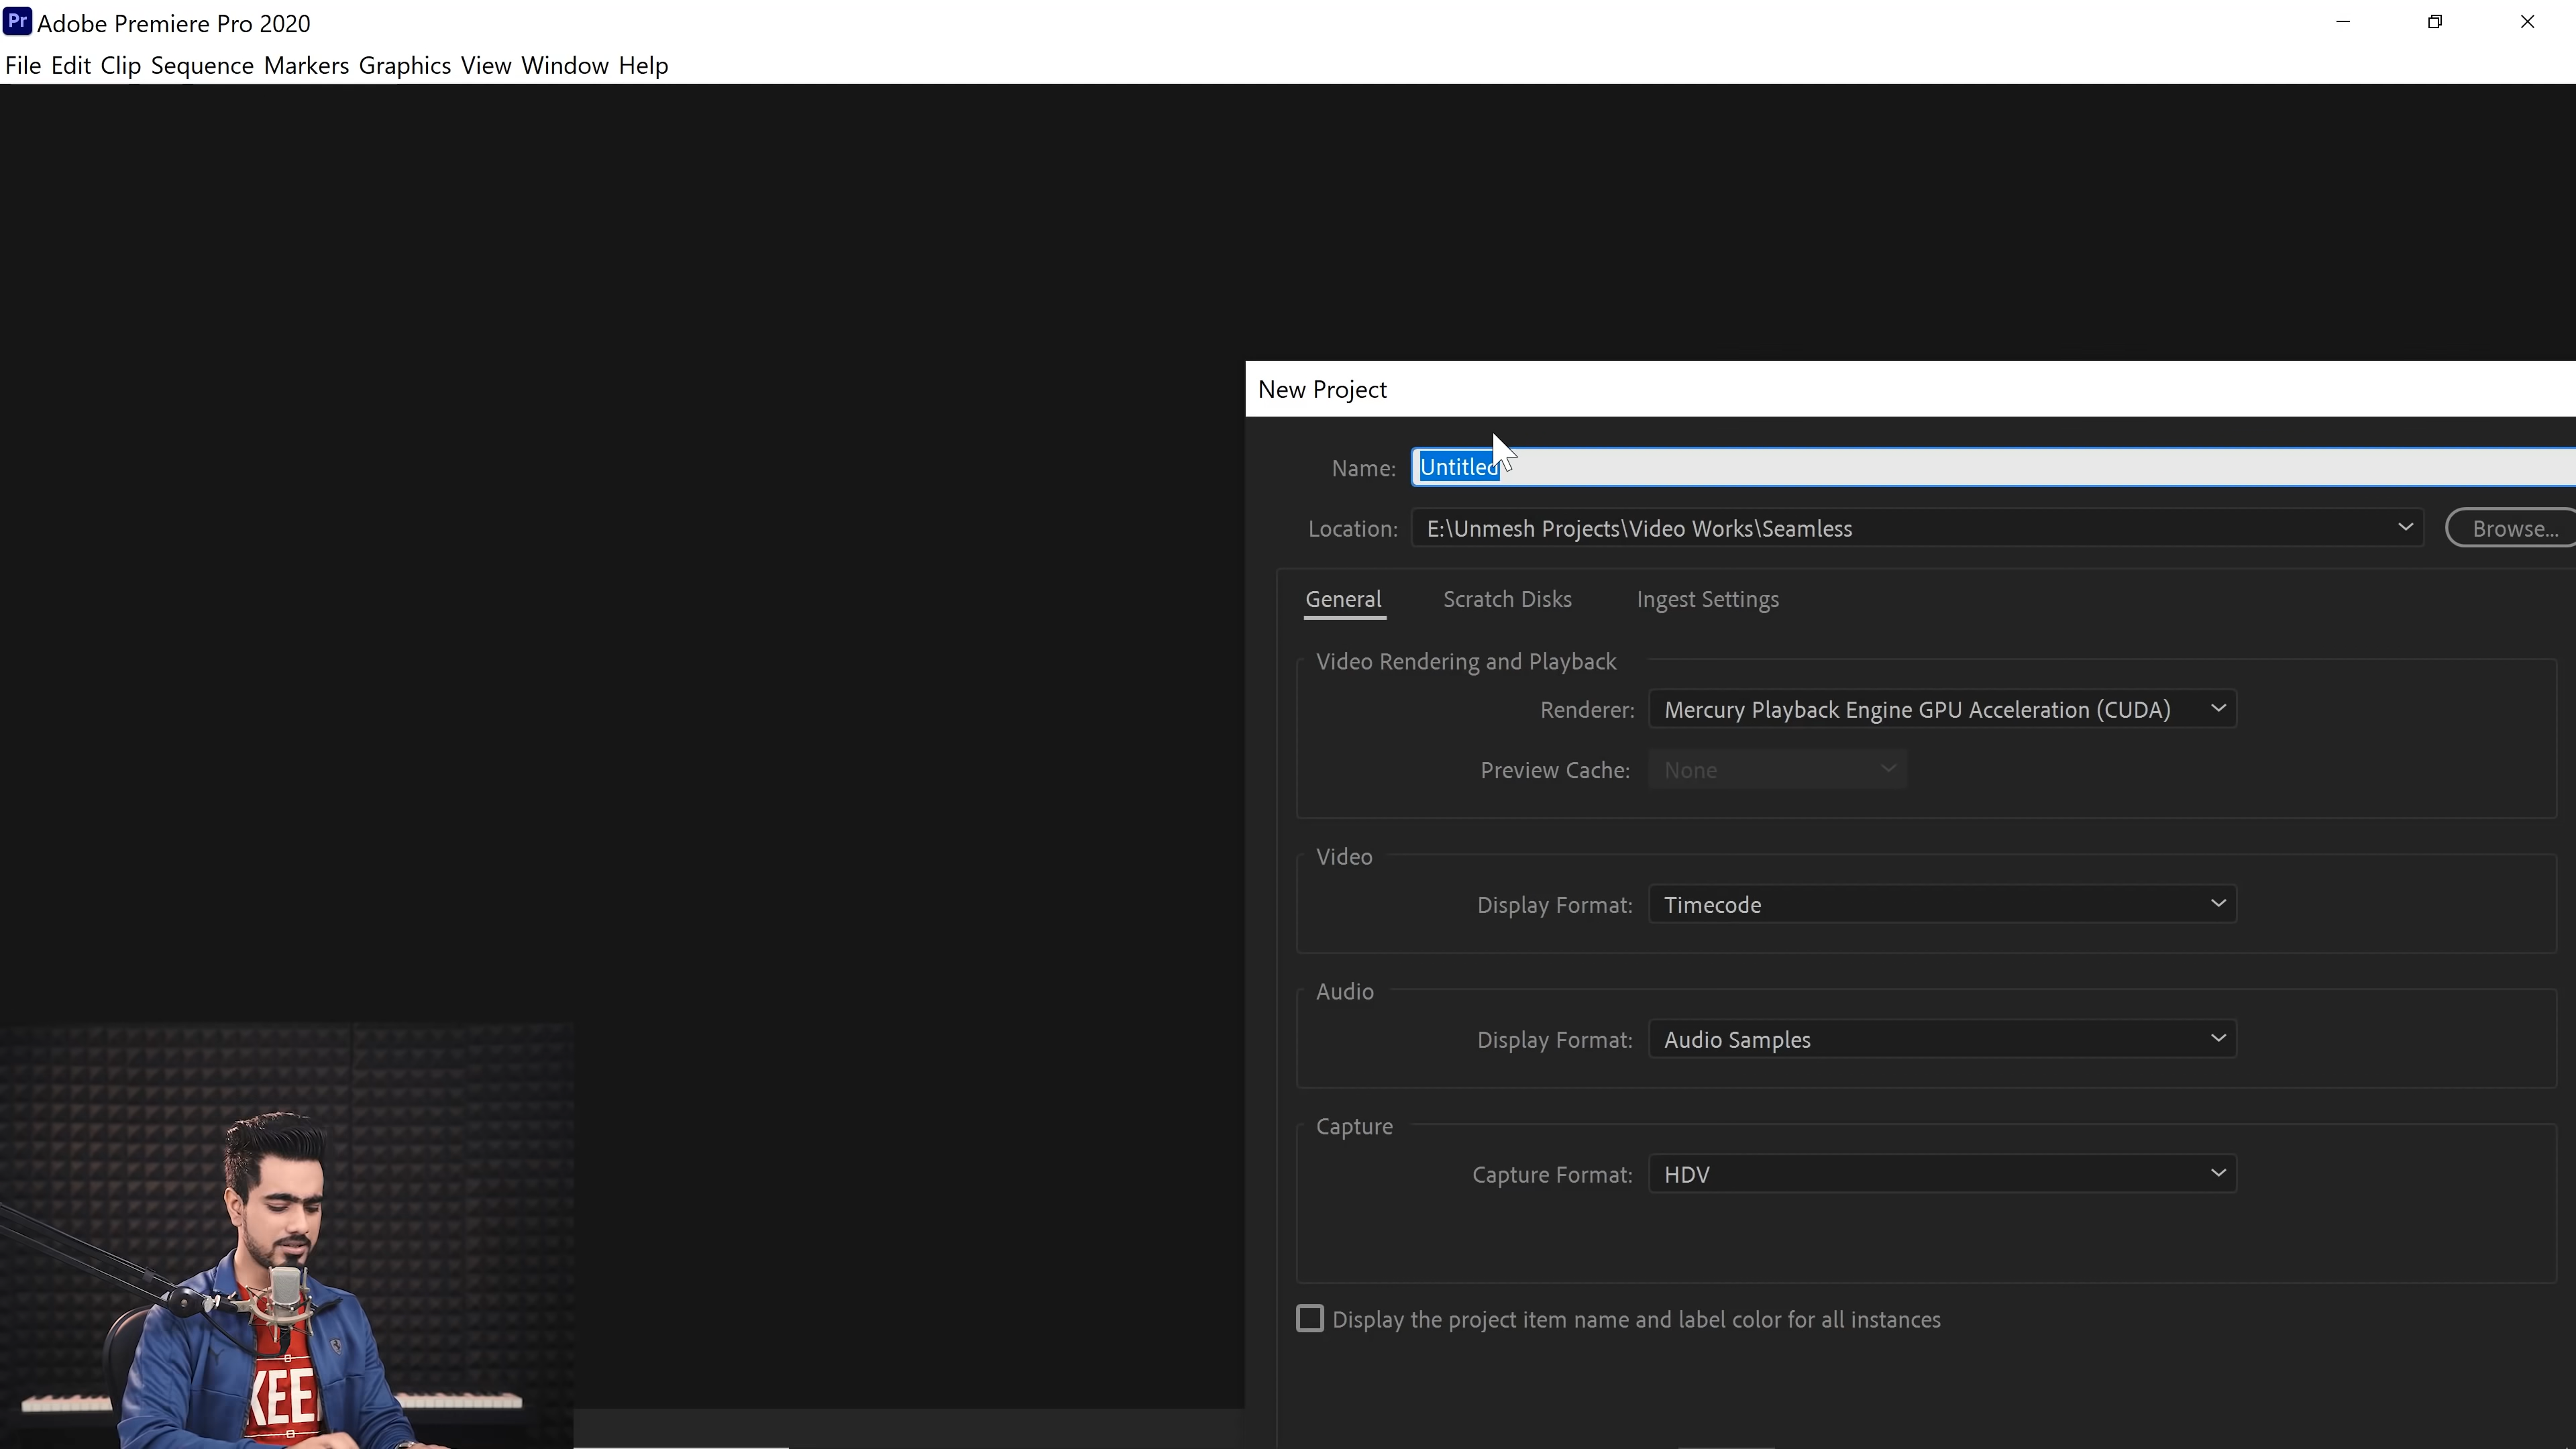 Pr Adobe Premiere Pro 2020
File Edit Clip Sequence Markers Graphics View Window Help
New Project
Name: Untitled
Location: E:\Unmesh Projects\Video Works\Seamless Browse...
General Scratch Disks Ingest Settings
Video Rendering and Playback
Renderer: Mercury Playback Engine GPU Acceleration (CUDA)
Preview Cache: None
Video
Display Format: Timecode
Audio
Display Format: Audio Samples
Capture
Capture Format: HDV
Display the project item name and label color for all instances
KEE